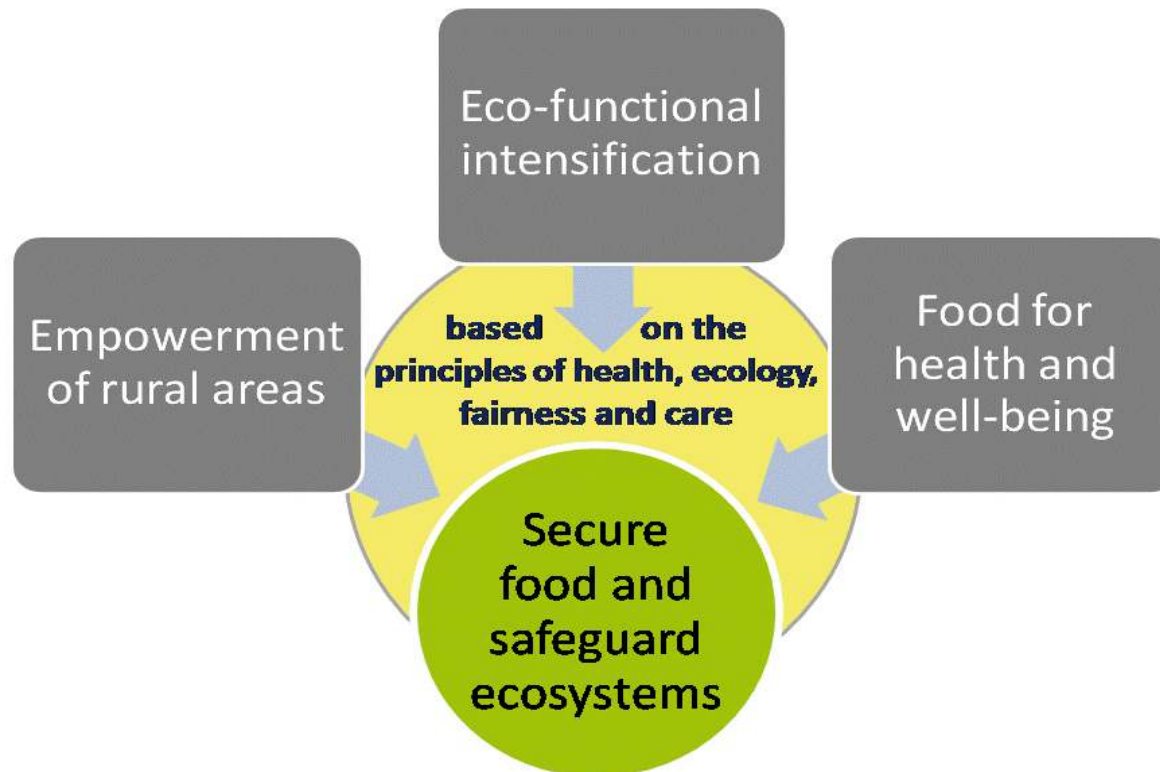 Eco-functional
intensification
Empowerment
of rural areas
Food for
health and
well-being
based on the
principles of health, ecology,
fairness and care
Secure
food and
safeguard
ecosystems